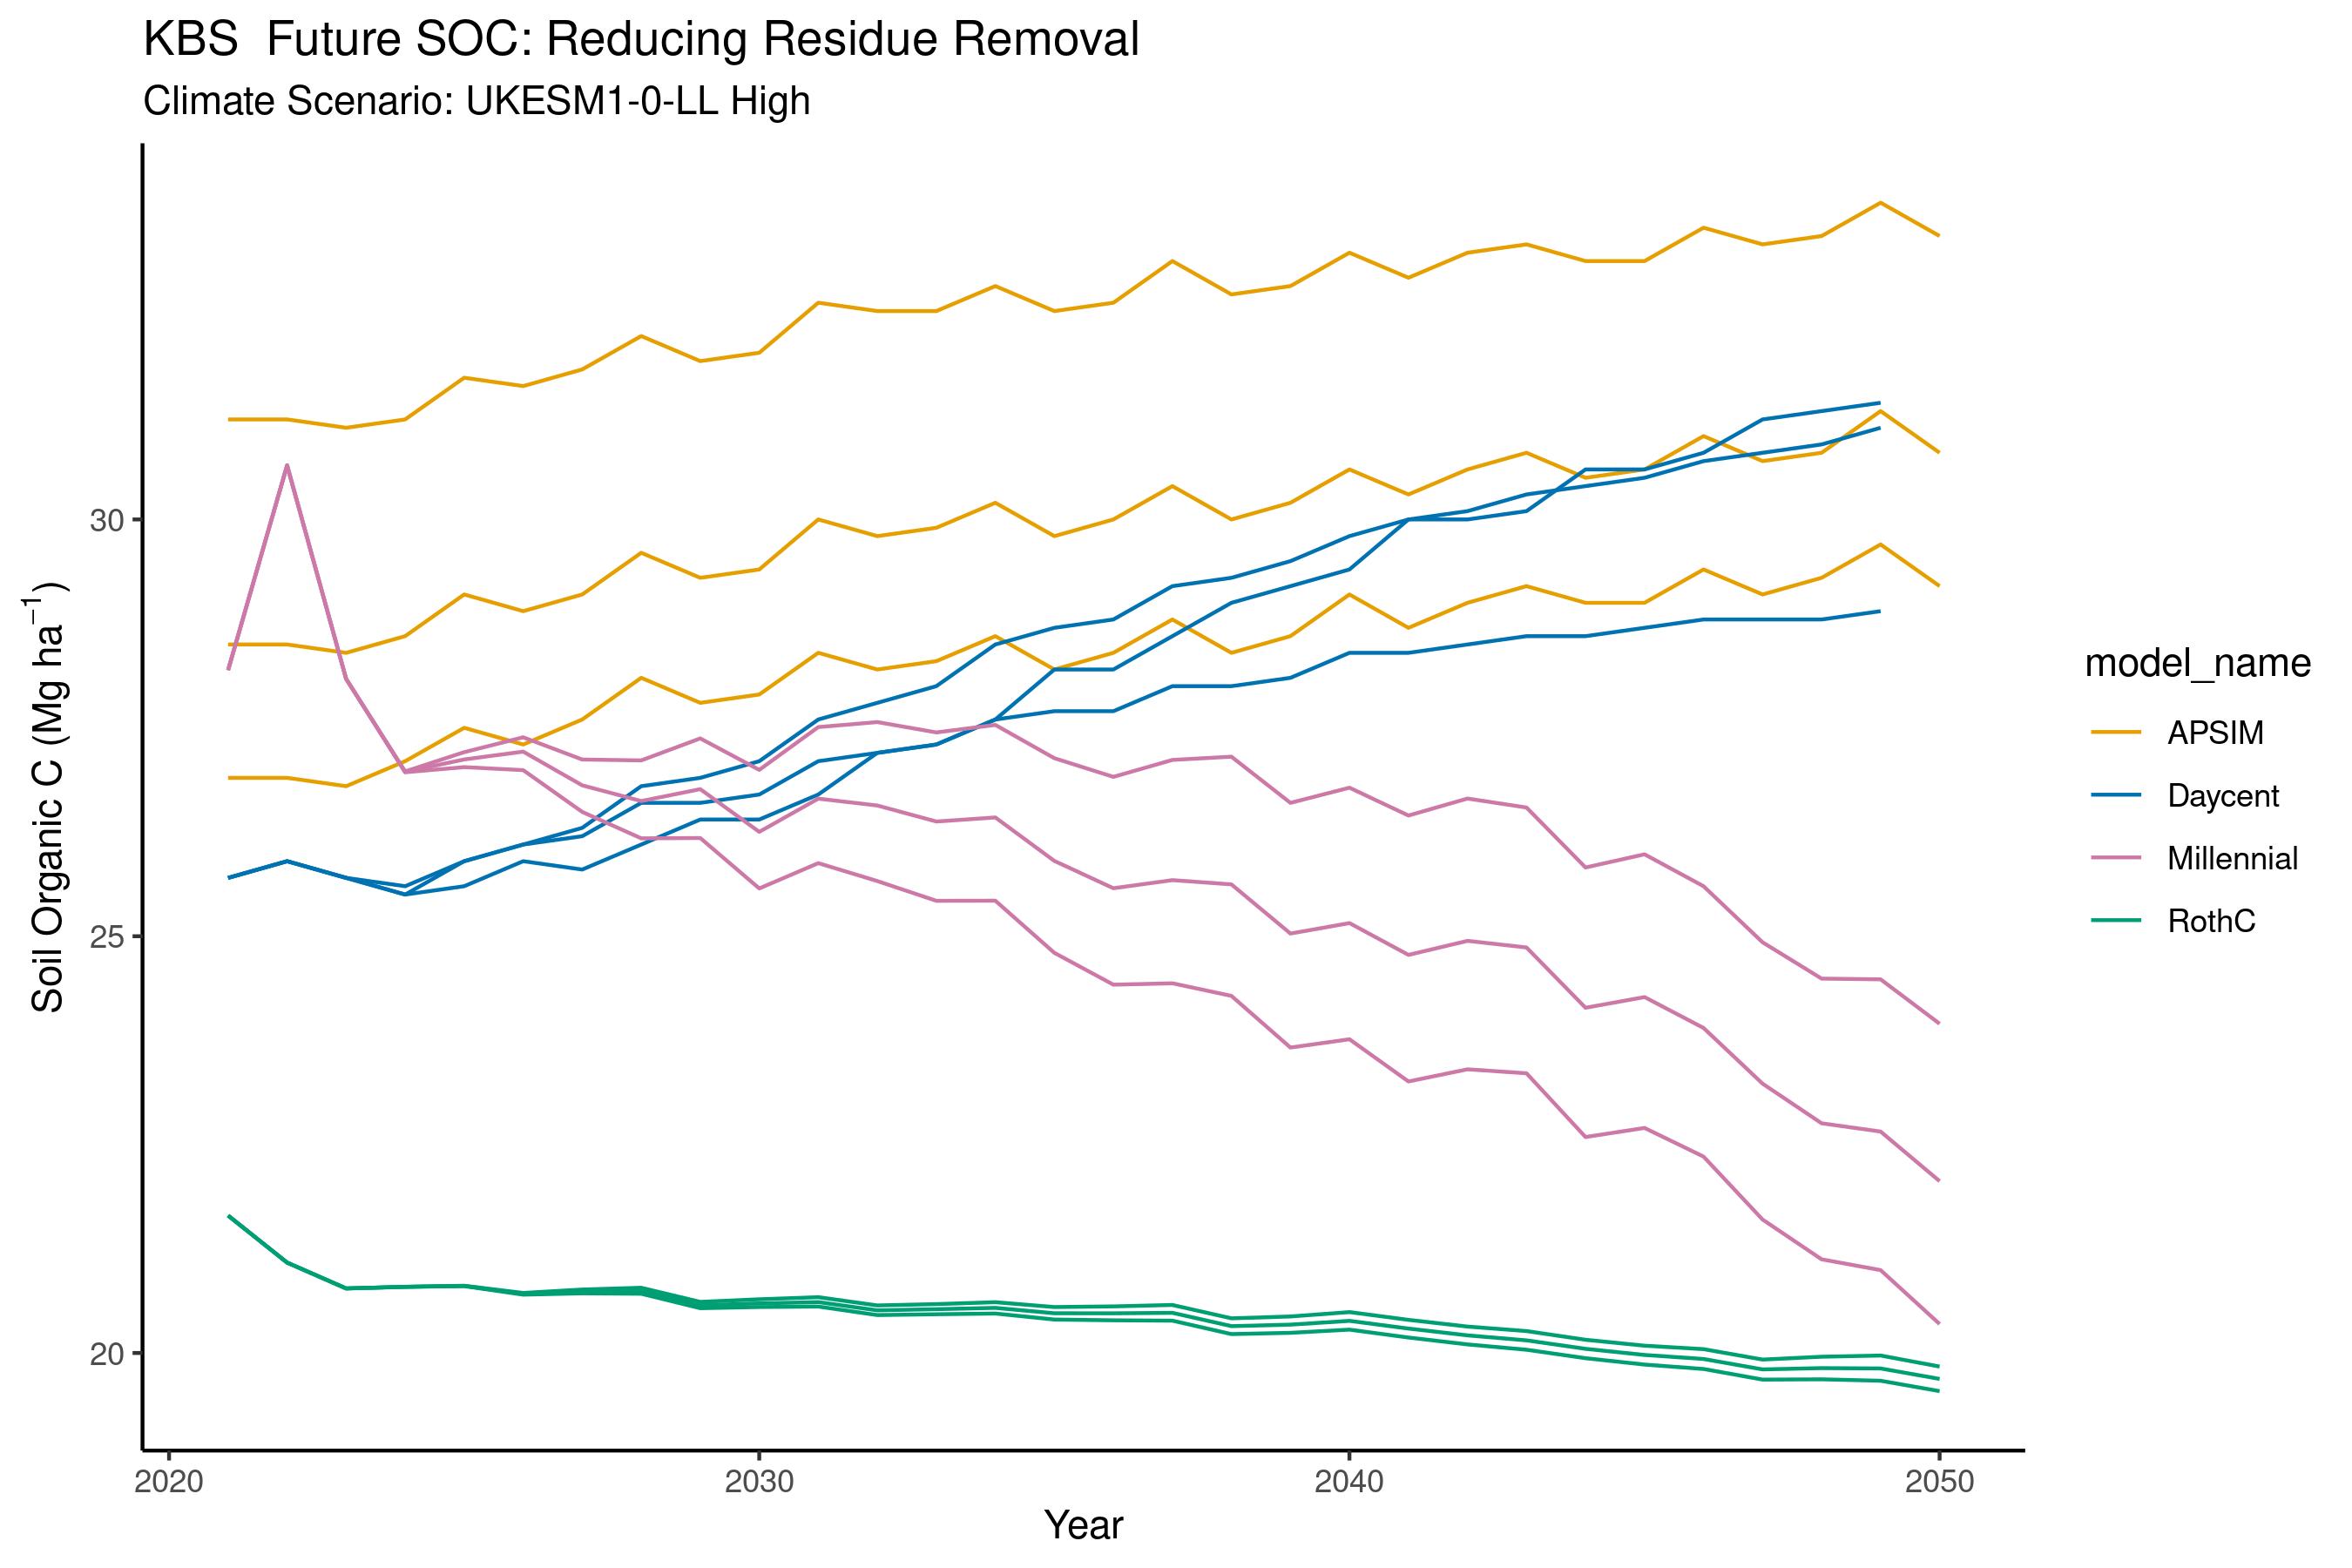 KBS  Future SOC: Reducing Residue Removal
Climate Scenario: UKESM1-0-LL High
Soil Organic C (Mg ha⁻¹)
30
25
20
2020 2030 2040 2050
Year
model_name
APSIM
Daycent
Millennial
RothC